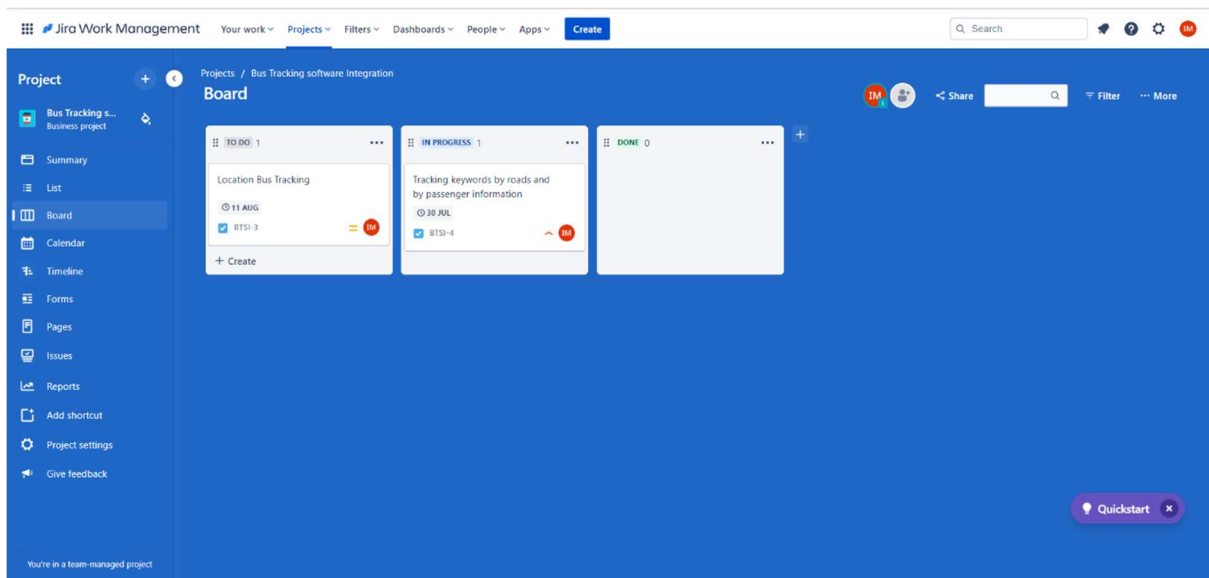 Jira Work Management
Your work
Projects
Filters
Dashboards
People
Apps
Create
Search
IM
Project
Bus Tracking s...
Business project
Summary
List
Board
Calendar
Timeline
Forms
Pages
Issues
Reports
Add shortcut
Project settings
Give feedback
You're in a team-managed project
Projects / Bus Tracking software Integration
Board
IM
I
Share
Filter
More
TO DO 1
Location Bus Tracking
11 AUG
BTSI-3
IM
+ Create
IN PROGRESS 1
Tracking keywords by roads and
by passenger information
30 JUL
BTSI-4
IM
DONE 0
Quickstart